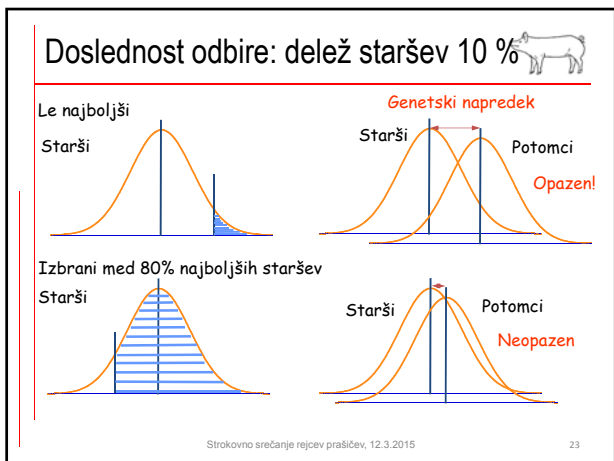 Doslednost odbire: delež staršev 10 %
Le najboljši
Starši
Genetski napredek
Starši
Potomci
Opazen!
Izbrani med 80% najboljših staršev
Starši
Starši
Potomci
Neopazen
Strokovno srečanje rejcev prašičev, 12.3.2015
23